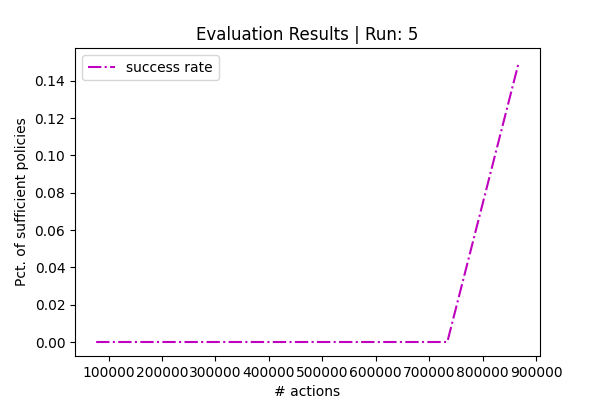 Evaluation Results | Run: 5
success rate
Pct. of sufficient policies
0.14
0.12
0.10
0.08
0.06
0.04
0.02
0.00
100000 200000 300000 400000 500000 600000 700000 800000 900000
# actions